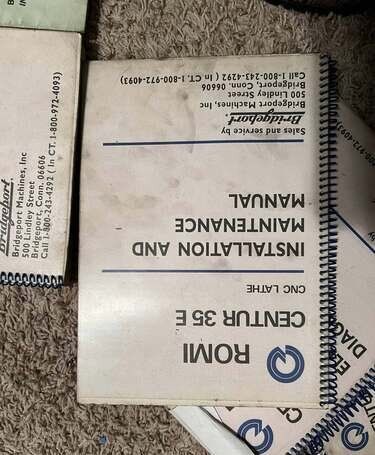 ROMI
CENTUR 35 E
CNC LATHE
INSTALLATION AND
MAINTENANCE
MANUAL
Sales and service by
Bridgeport.
Bridgeport Machines, Inc
500 Lindley Street
Bridgeport, Conn. 06606
Call 1-800-243-4292 ( In CT. 1-800-972-4093)
Bridgeport.
Bridgeport Machines, Inc
500 Lindley Street
Bridgeport, Conn. 06606
Call 1-800-243-4292 ( In CT. 1-800-972-4093)